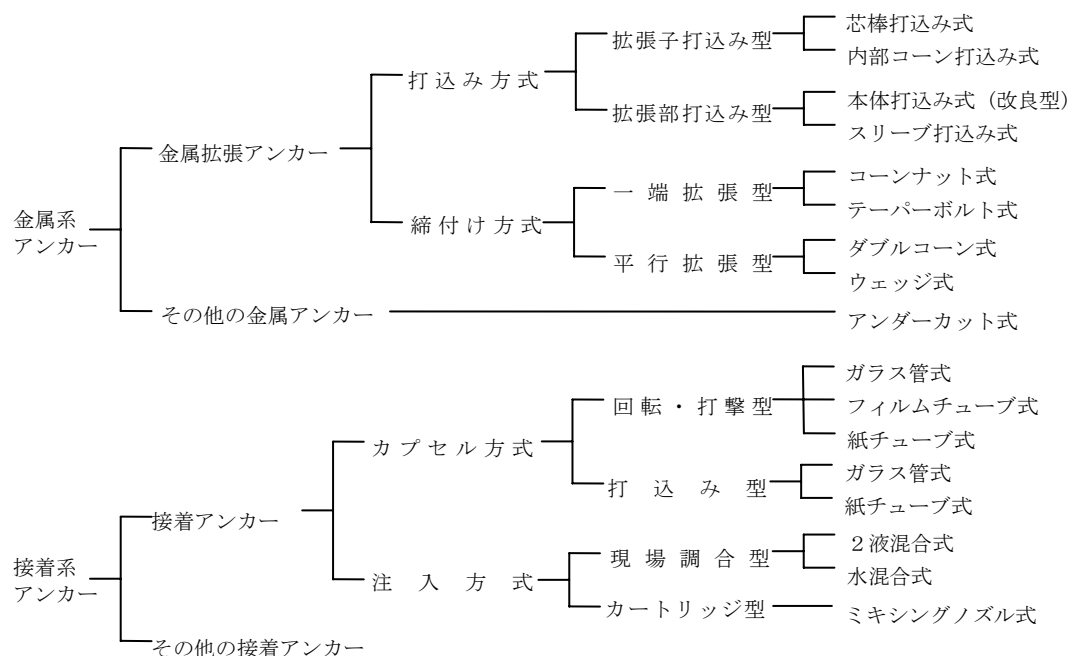 金属系
アンカー
金属拡張アンカー
打込み方式
拡張子打込み型
芯棒打込み式
内部コーン打込み式
拡張部打込み型
本体打込み式（改良型）
スリーブ打込み式
締付け方式
一端拡張型
コーンナット式
テーパーボルト式
平行拡張型
ダブルコーン式
ウェッジ式
その他の金属アンカー
アンダーカット式
接着系
アンカー
接着アンカー
カプセル方式
回転・打撃型
ガラス管式
フィルムチューブ式
紙チューブ式
打込み型
ガラス管式
紙チューブ式
注入方式
現場調合型
２液混合式
水混合式
カートリッジ型
ミキシングノズル式
その他の接着アンカー